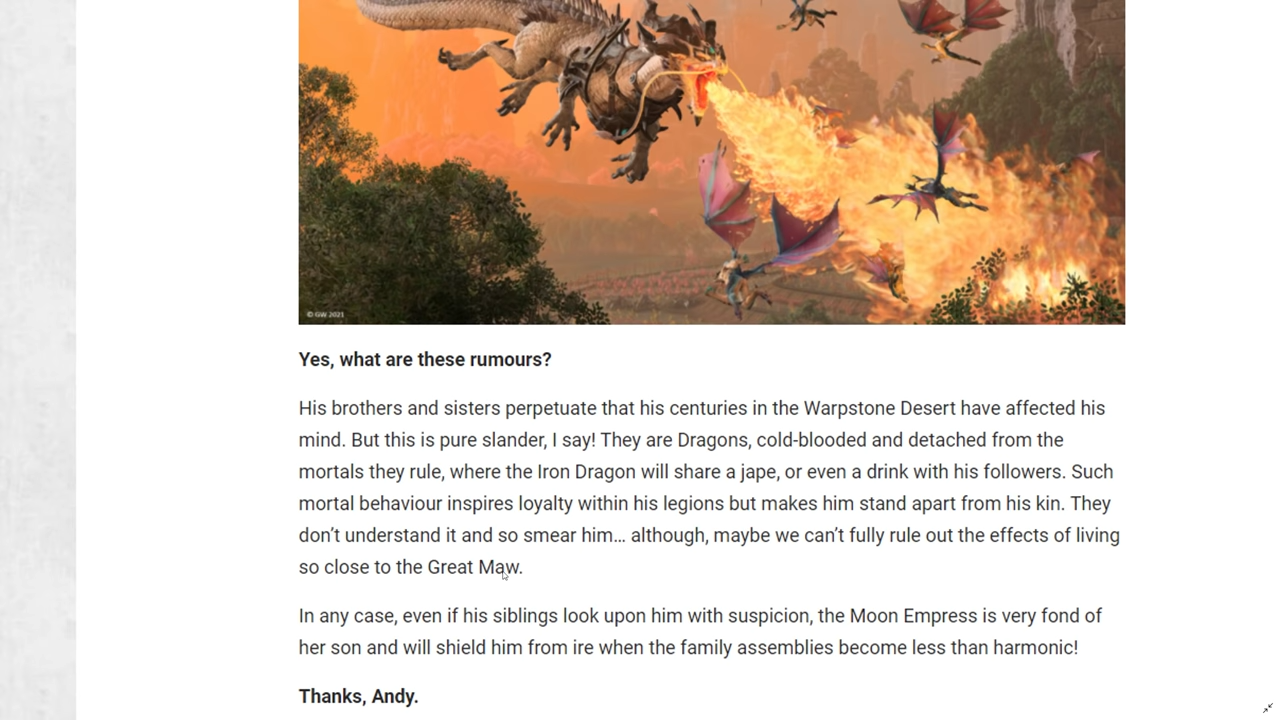 © GW 2021
Yes, what are these rumours?
His brothers and sisters perpetuate that his centuries in the Warpstone Desert have affected his
mind. But this is pure slander, I say! They are Dragons, cold-blooded and detached from the
mortals they rule, where the Iron Dragon will share a jape, or even a drink with his followers. Such
mortal behaviour inspires loyalty within his legions but makes him stand apart from his kin. They
don’t understand it and so smear him… although, maybe we can’t fully rule out the effects of living
so close to the Great Maw.
In any case, even if his siblings look upon him with suspicion, the Moon Empress is very fond of
her son and will shield him from ire when the family assemblies become less than harmonic!
Thanks, Andy.